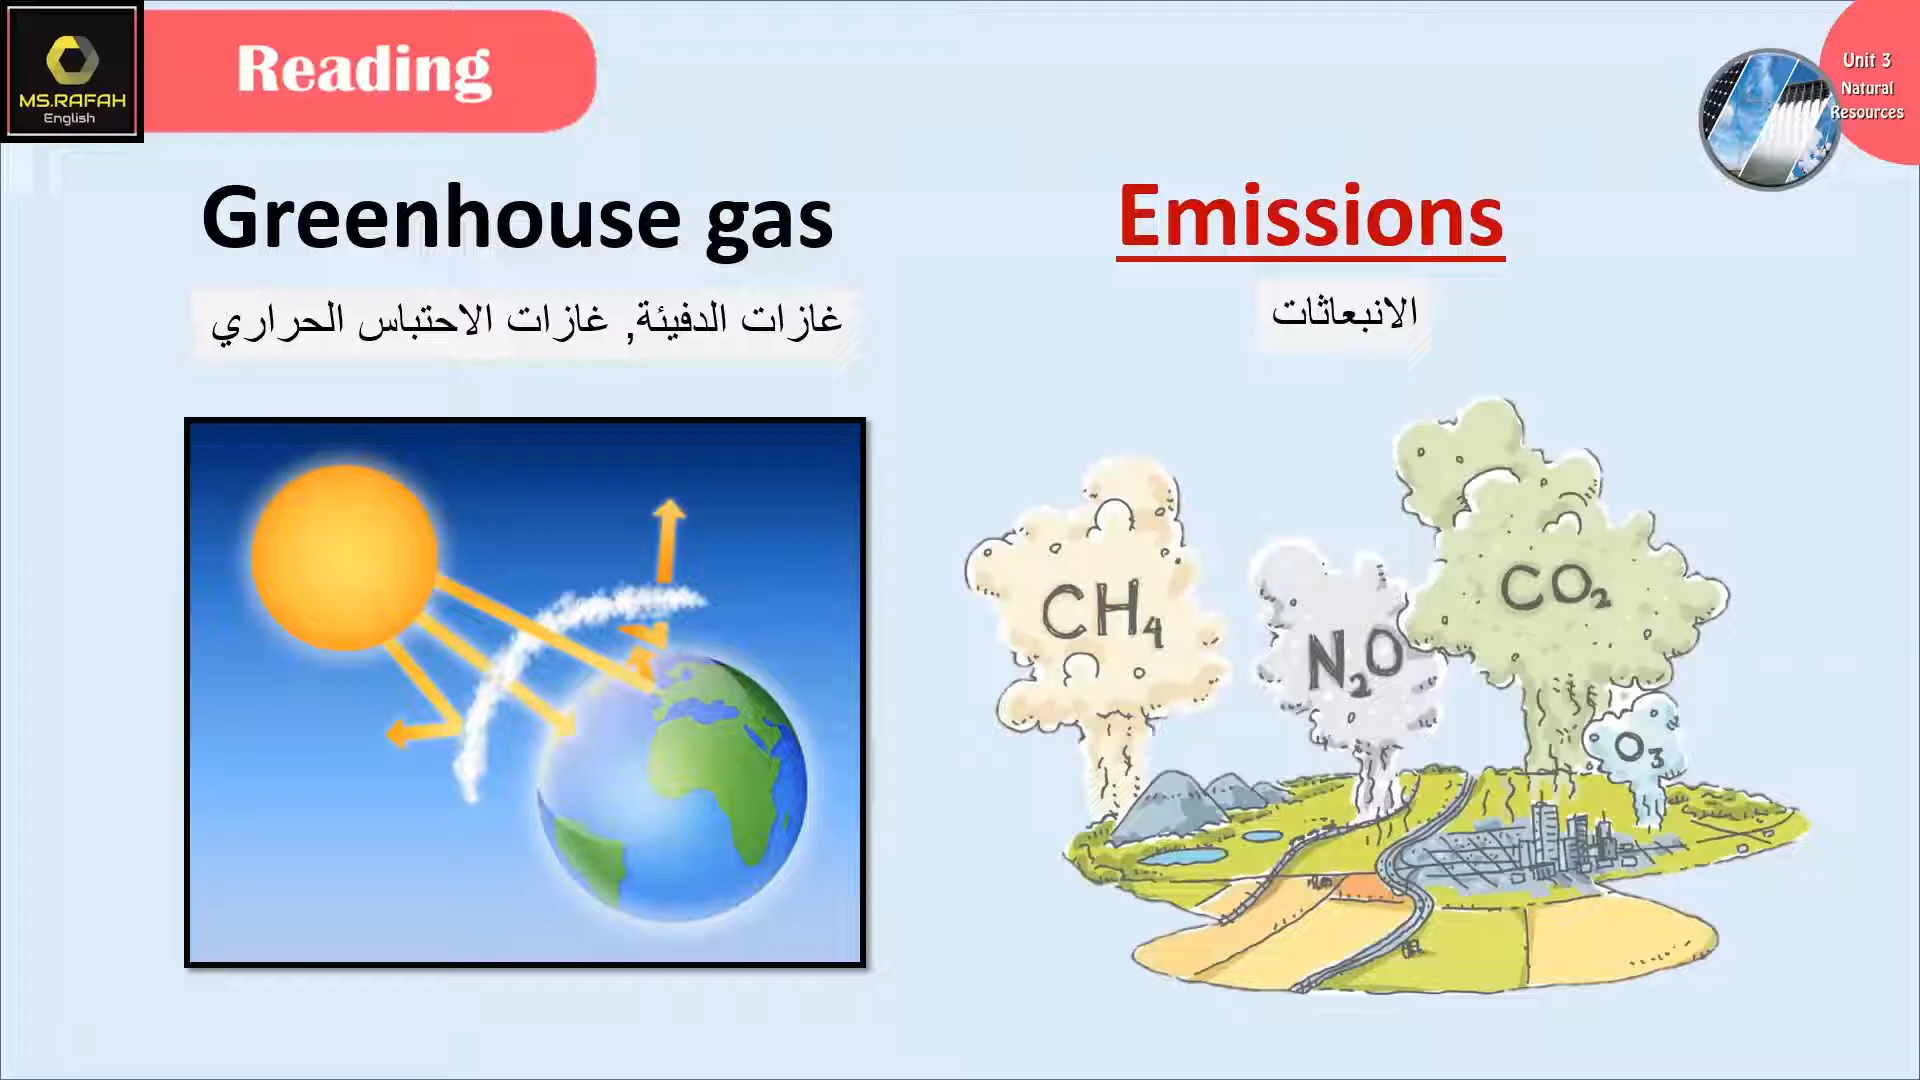 MS.RAFAH
English
Reading
Unit 3
Natural
Resources
Greenhouse gas
غازات الدفيئة, غازات الاحتباس الحراري
Emissions
الانبعاثات
CH₄
N₂O
CO₂
O₃